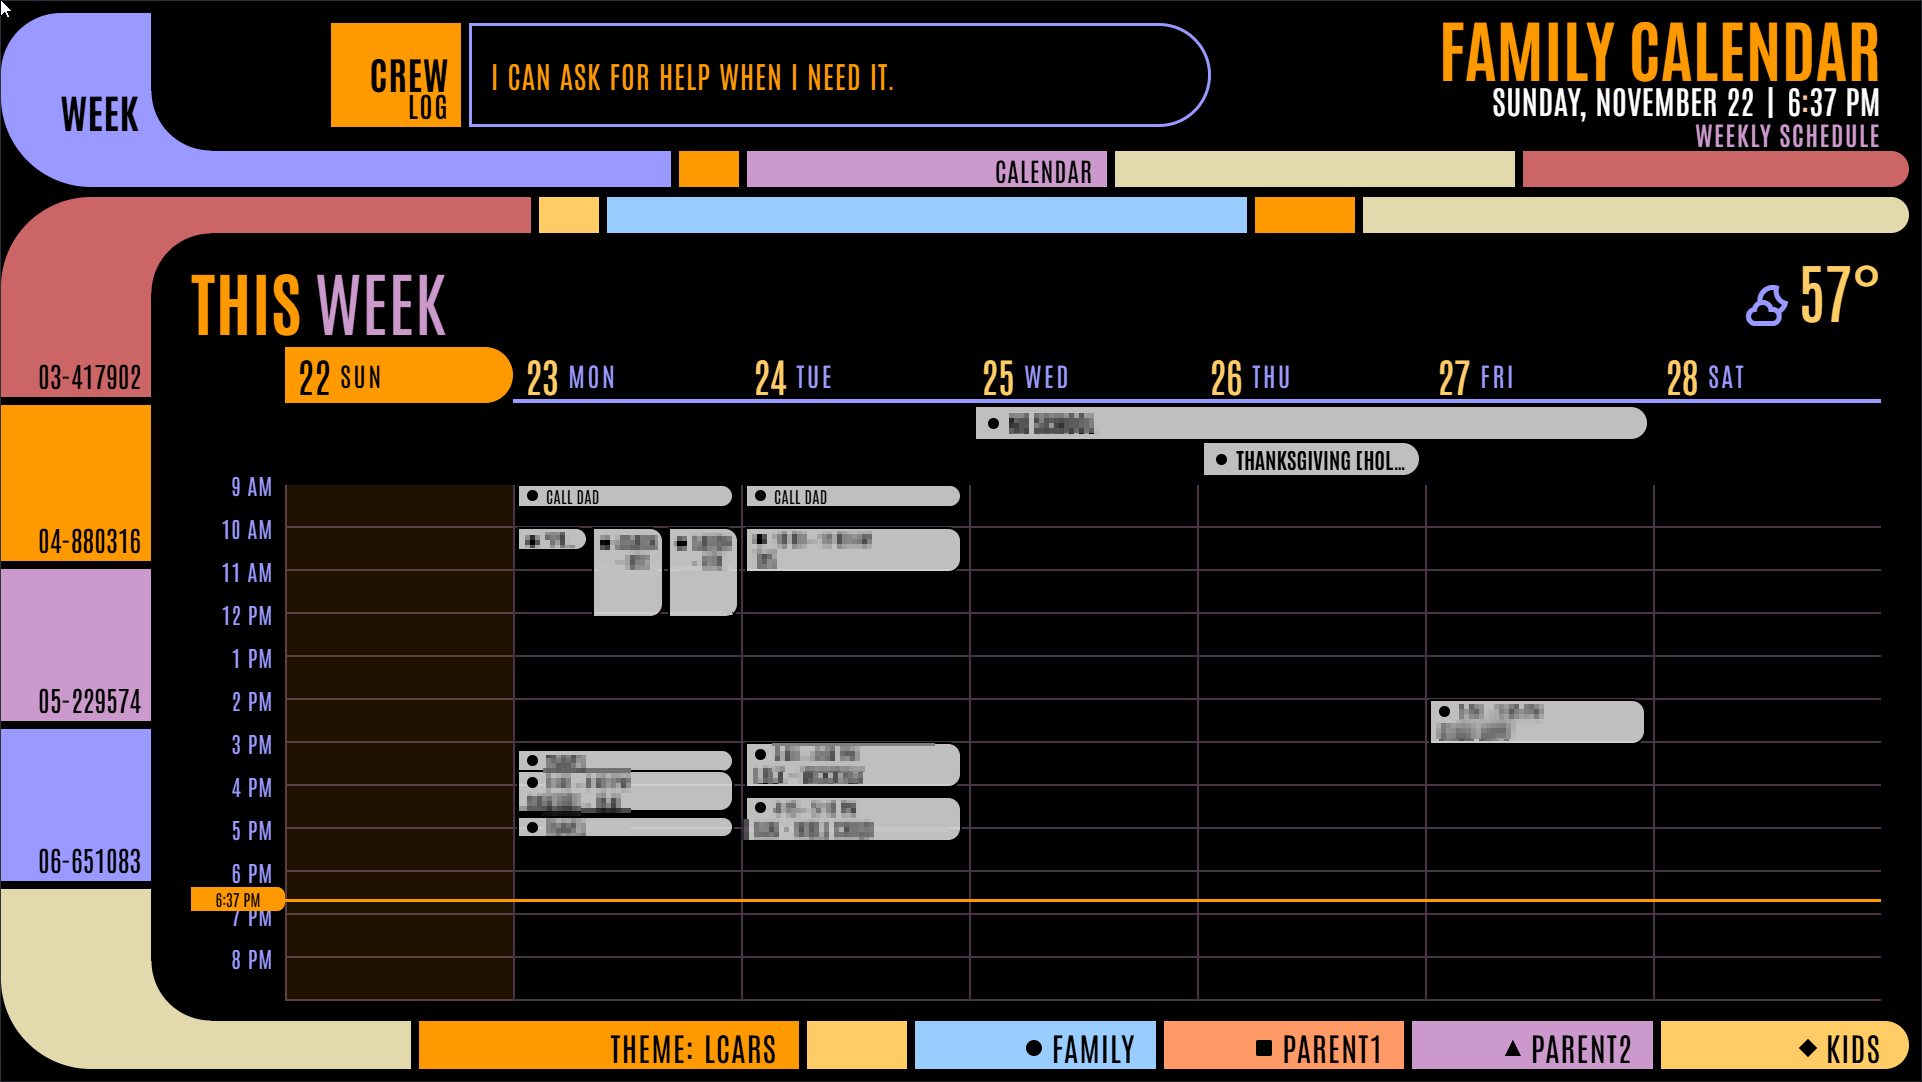 WEEK
CREW
LOG
I CAN ASK FOR HELP WHEN I NEED IT.
FAMILY CALENDAR
SUNDAY, NOVEMBER 22 | 6:37 PM
WEEKLY SCHEDULE
CALENDAR
THIS WEEK
57°
03-417902
04-880316
05-229574
06-651083
22 SUN
23 MON
24 TUE
25 WED
26 THU
27 FRI
28 SAT
NO SCHOOL
THANKSGIVING [HOL...
9 AM
CALL DAD
CALL DAD
10 AM
11 AM
12 PM
1 PM
2 PM
3 PM
4 PM
5 PM
6 PM
6:37 PM
7 PM
8 PM
THEME: LCARS
FAMILY
PARENT1
PARENT2
KIDS